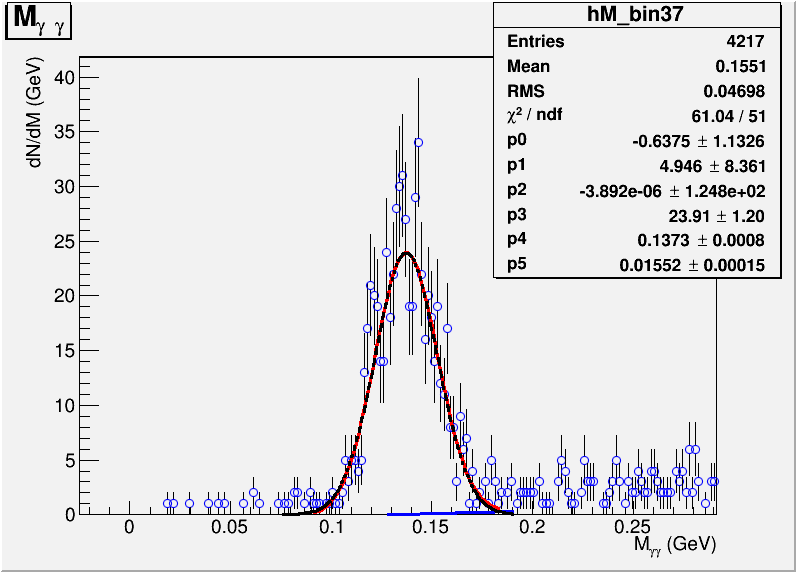 M γ γ
hM_bin37
Entries 4217
Mean 0.1551
RMS 0.04698
χ² / ndf 61.04 / 51
p0 -0.6375 ± 1.1326
p1 4.946 ± 8.361
p2 -3.892e-06 ± 1.248e+02
p3 23.91 ± 1.20
p4 0.1373 ± 0.0008
p5 0.01552 ± 0.00015
dN/dM (GeV)
40
35
30
25
20
15
10
5
0
0 0.05 0.1 0.15 0.2 0.25
Mγγ (GeV)